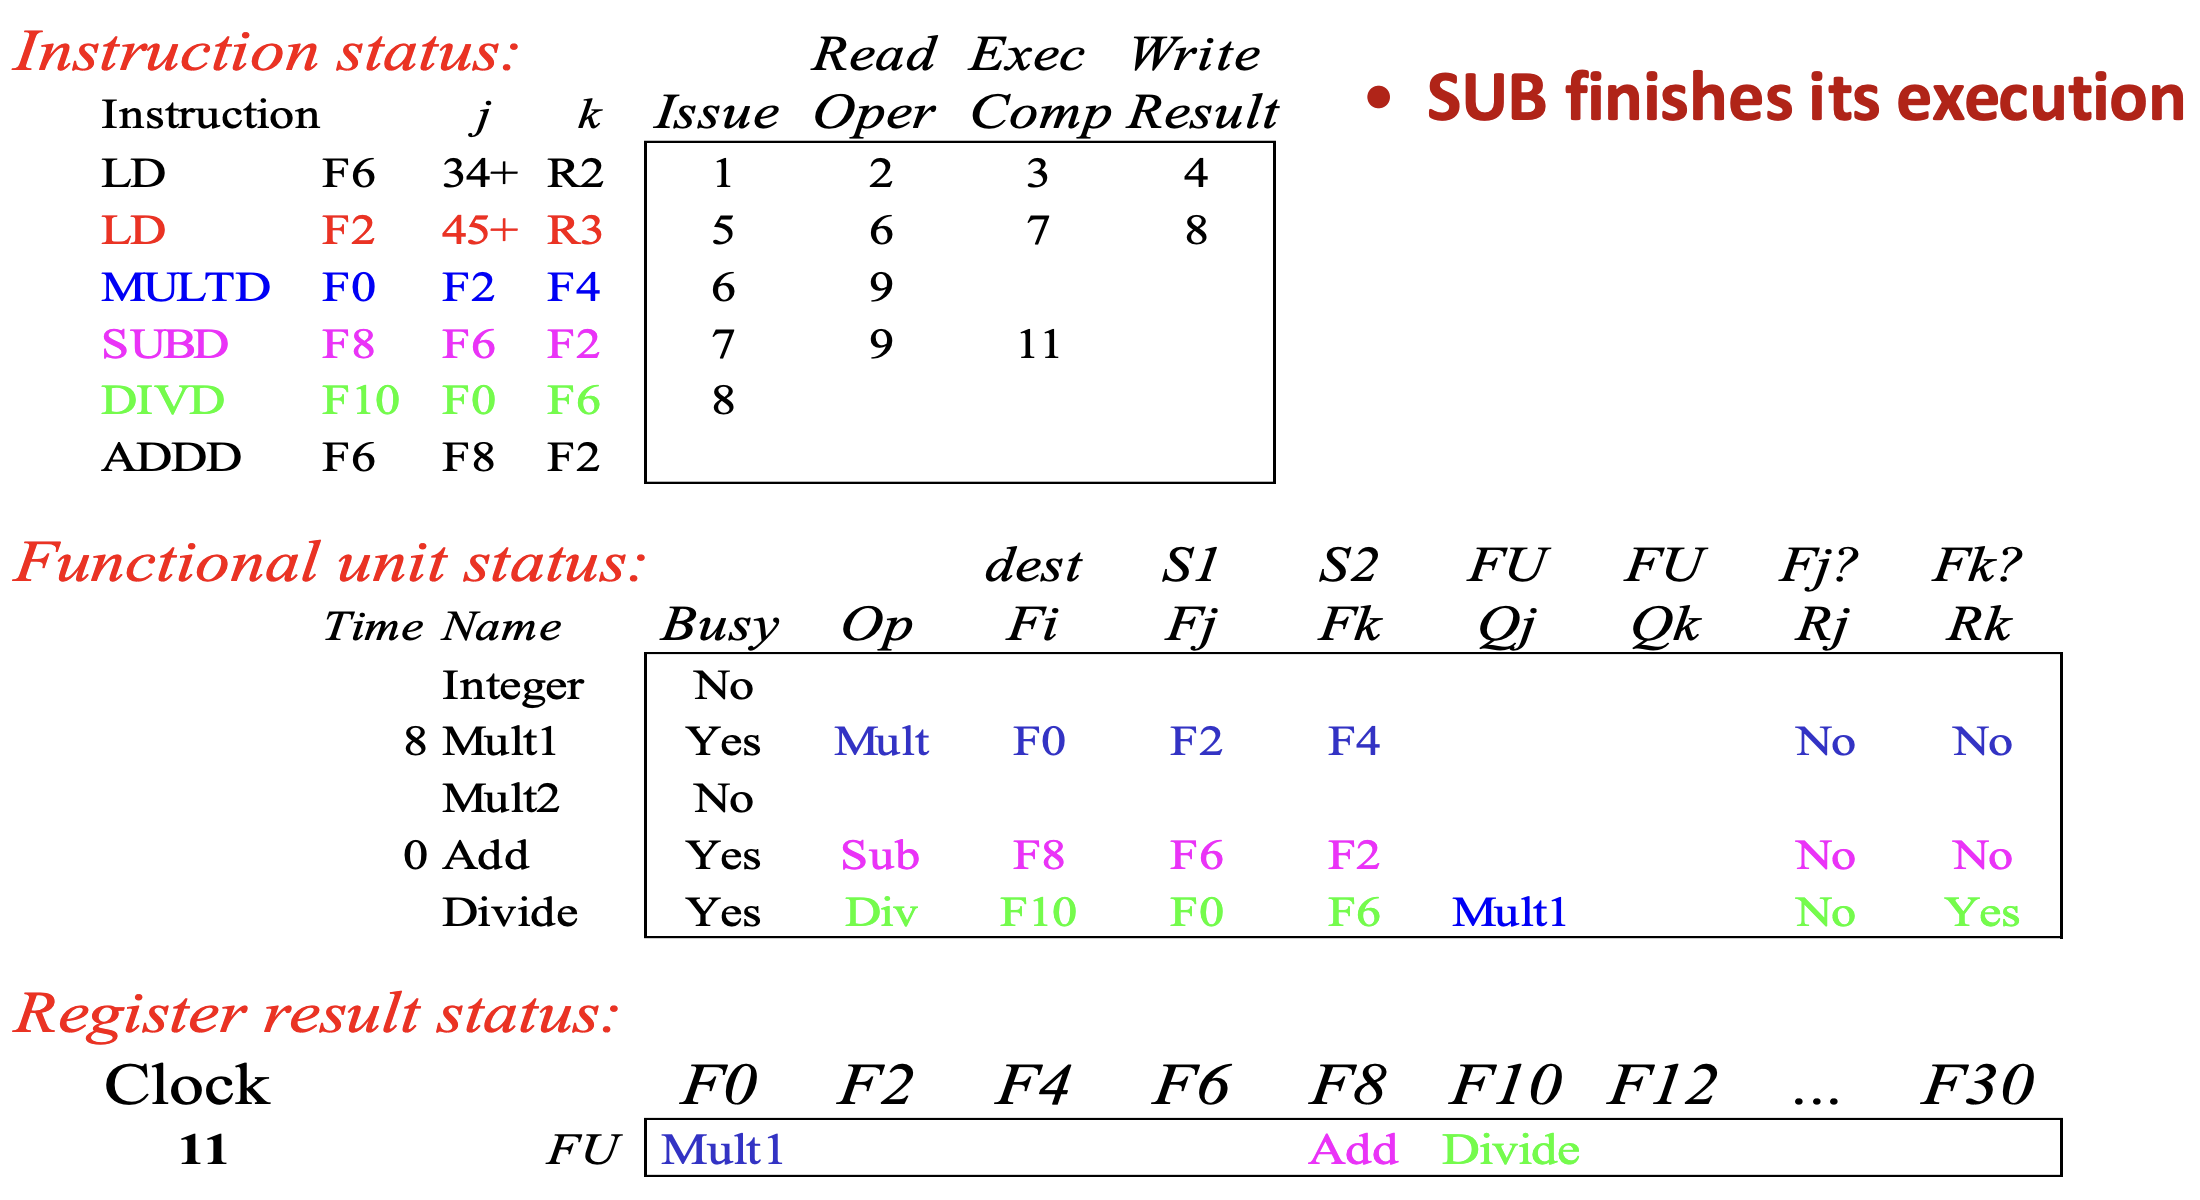 Instruction status: Read Exec Write
Instruction j k Issue Oper Comp Result
LD F6 34+ R2 1 2 3 4
LD F2 45+ R3 5 6 7 8
MULTD F0 F2 F4 6 9
SUBD F8 F6 F2 7 9 11
DIVD F10 F0 F6 8
ADDD F6 F8 F2
• SUB finishes its execution
Functional unit status: dest S1 S2 FU FU Fj? Fk?
Time Name Busy Op Fi Fj Fk Qj Qk Rj Rk
Integer No
8 Mult1 Yes Mult F0 F2 F4 No No
Mult2 No
0 Add Yes Sub F8 F6 F2 No No
Divide Yes Div F10 F0 F6 Mult1 No Yes
Register result status:
Clock F0 F2 F4 F6 F8 F10 F12 ... F30
11 FU Mult1 Add Divide